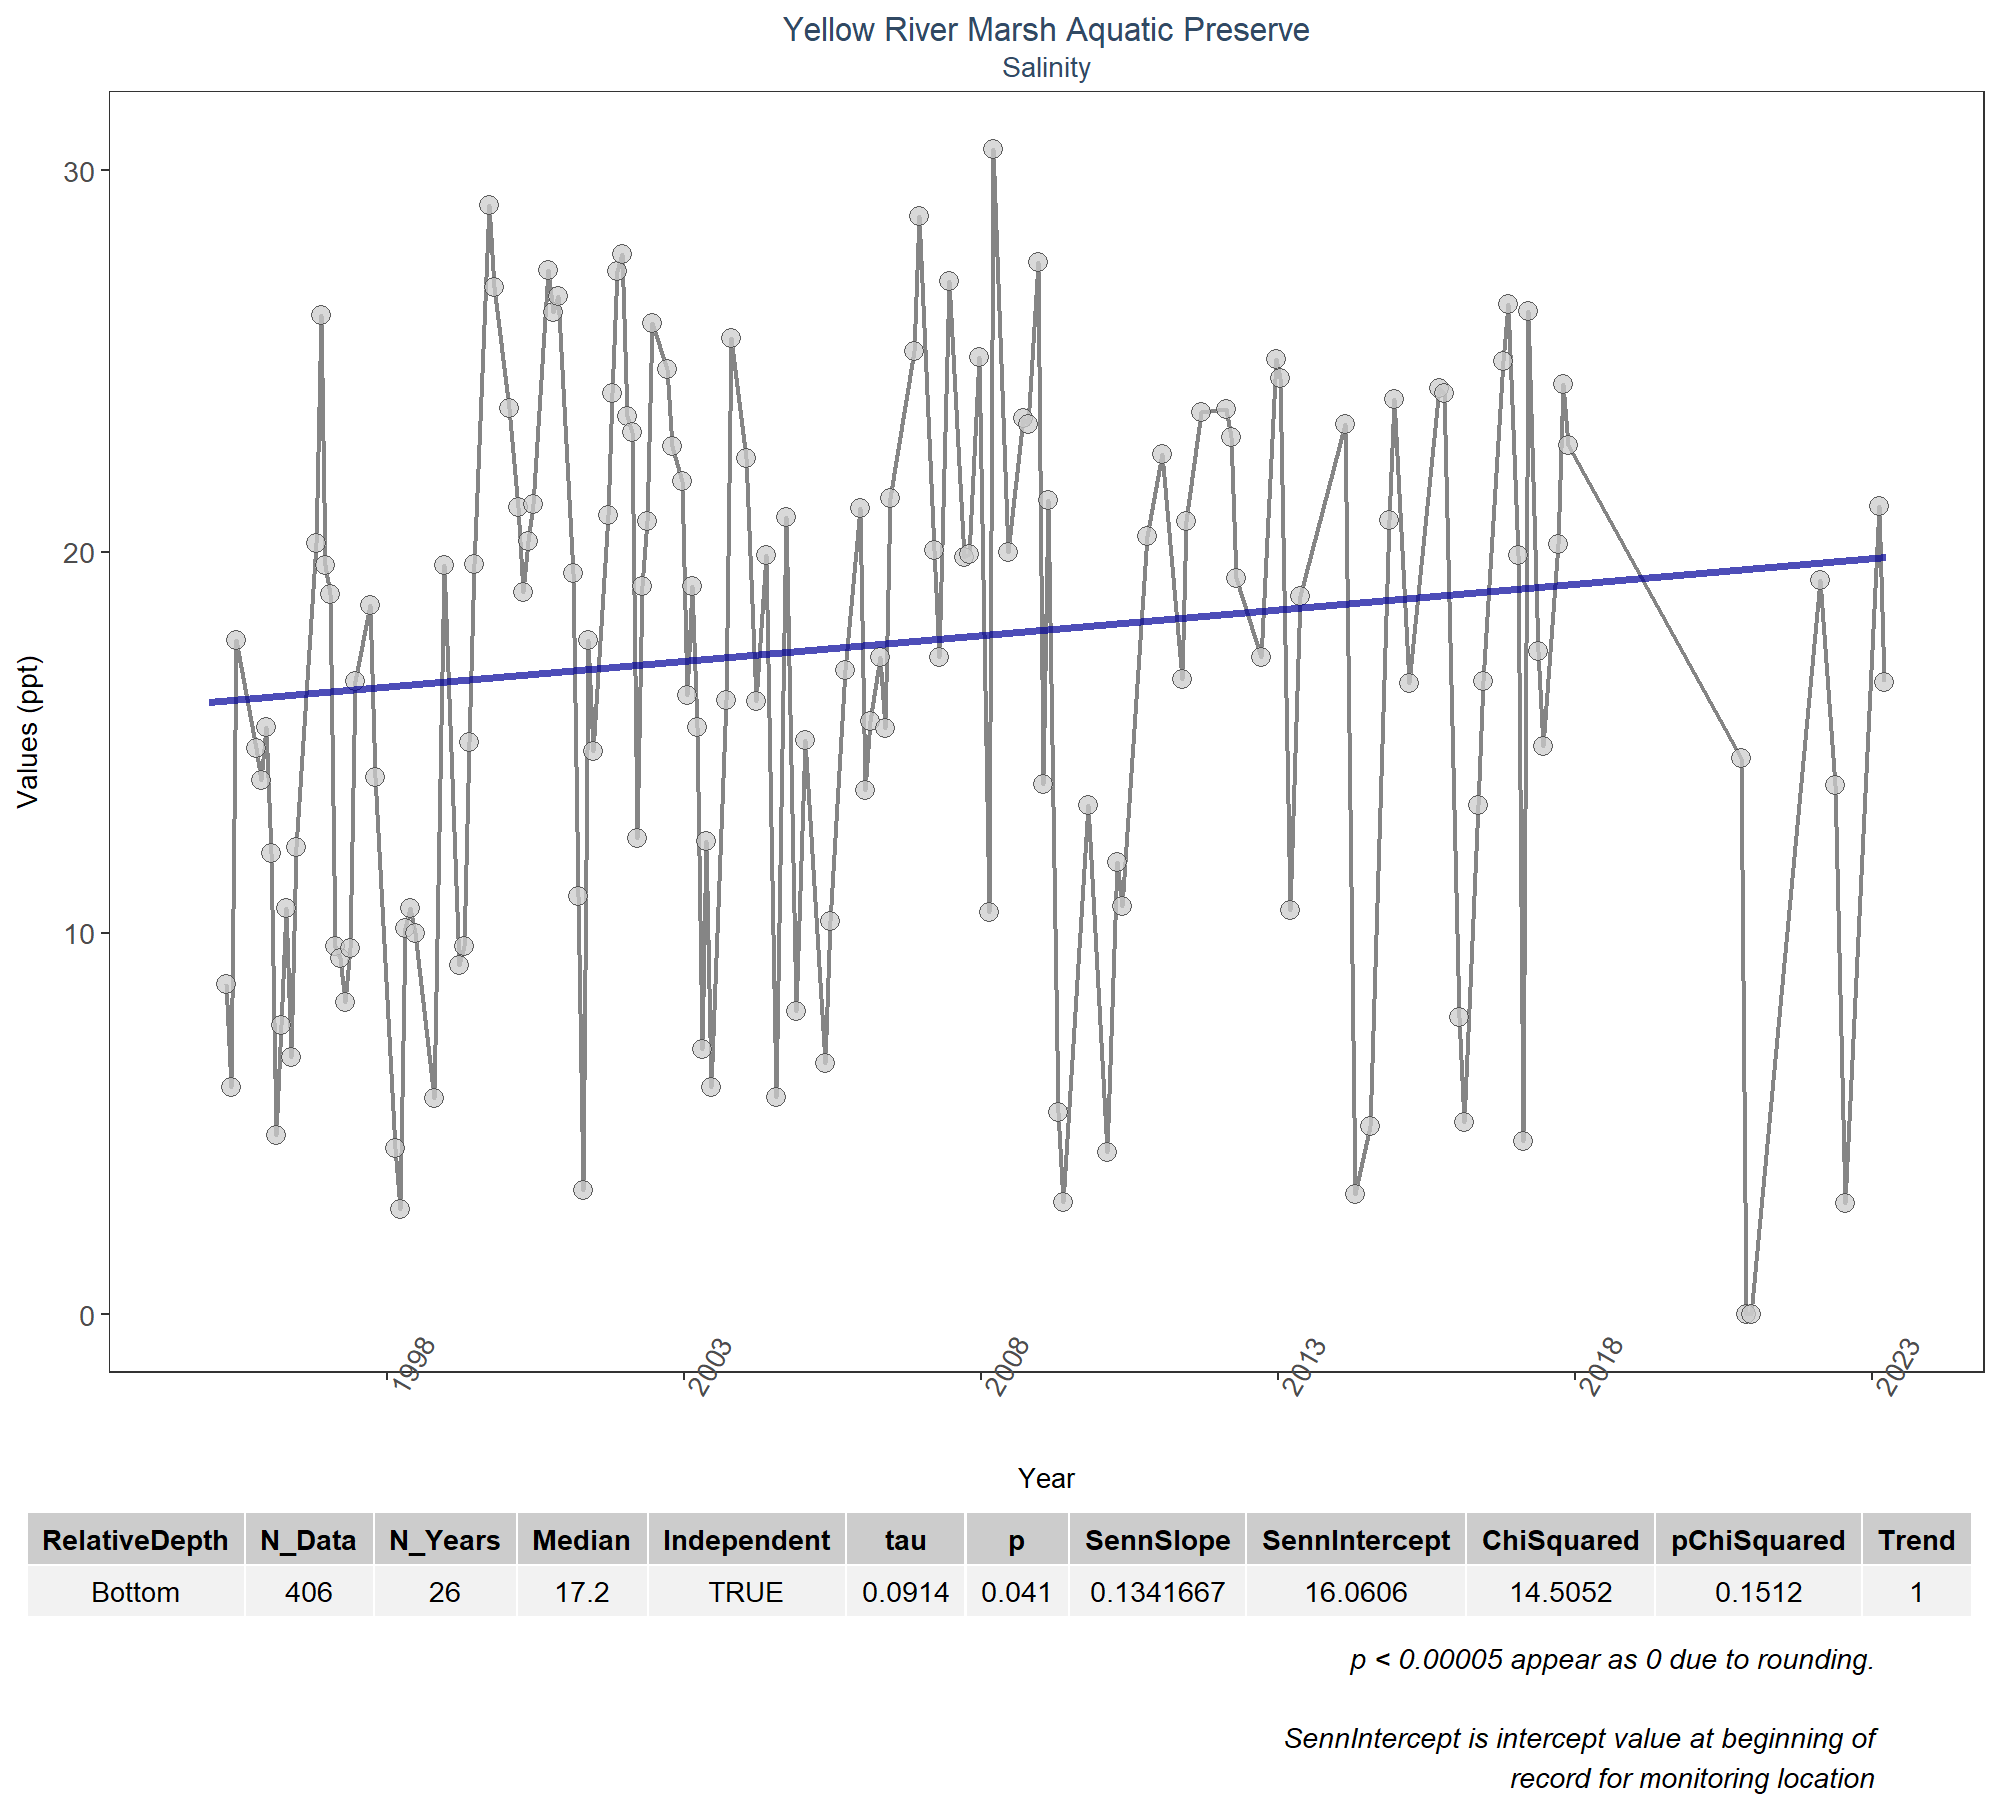 Yellow River Marsh Aquatic Preserve
Salinity
30
20
10
0
Values (ppt)
1998 2003 2008 2013 2018 2023
Year
RelativeDepth N_Data N_Years Median Independent tau p SennSlope SennIntercept ChiSquared pChiSquared Trend
Bottom 406 26 17.2 TRUE 0.0914 0.041 0.1341667 16.0606 14.5052 0.1512 1
p < 0.00005 appear as 0 due to rounding.
SennIntercept is intercept value at beginning of
record for monitoring location